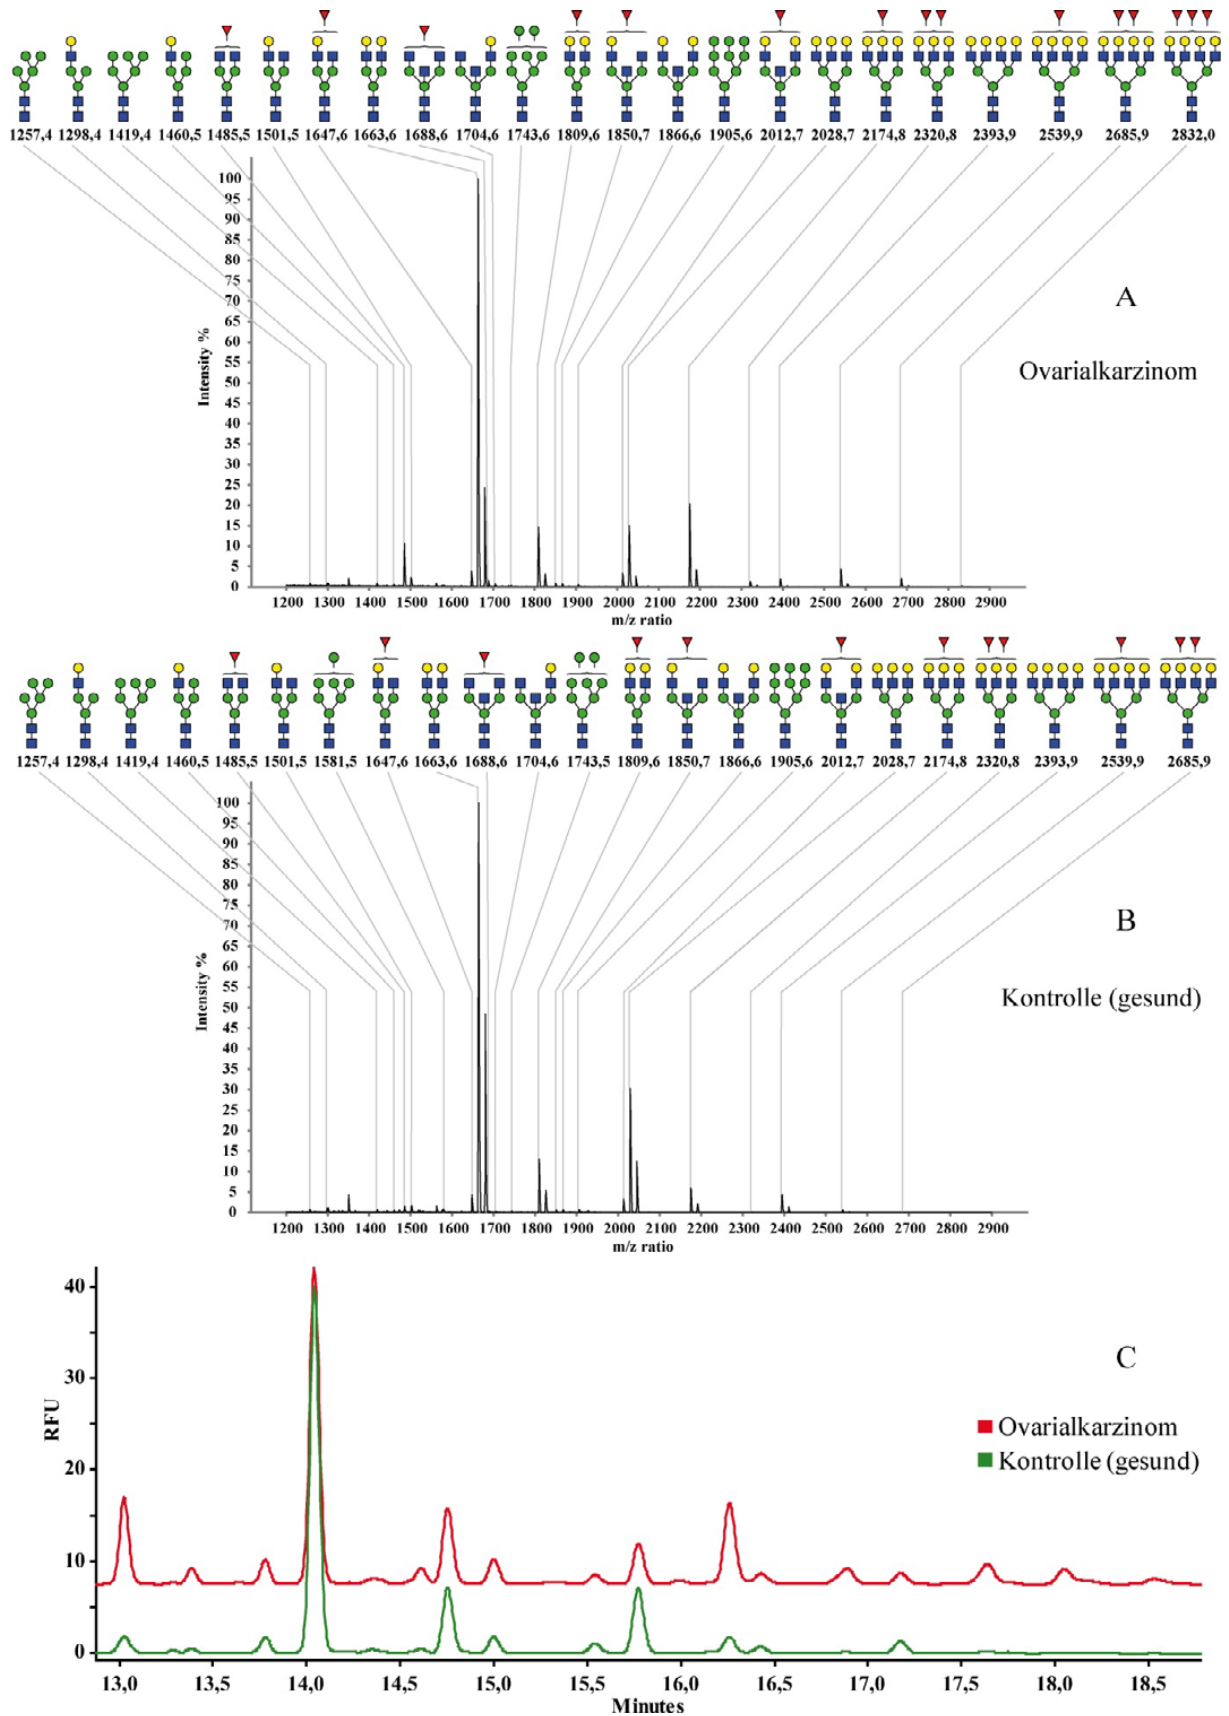 1257,4 1298,4 1419,4 1460,5 1485,5 1501,5 1647,6 1663,6 1688,6 1704,6 1743,6 1809,6 1850,7 1866,6 1905,6 2012,7 2028,7 2174,8 2320,8 2393,9 2539,9 2685,9 2832,0
100
95
90
85
80
75
70
65
60
55
50
45
40
35
30
25
20
15
10
5
0
Intensity %
1200 1300 1400 1500 1600 1700 1800 1900 2000 2100 2200 2300 2400 2500 2600 2700 2800 2900
m/z ratio
A
Ovarialkarzinom
1257,4 1298,4 1419,4 1460,5 1485,5 1501,5 1581,5 1647,6 1663,6 1688,6 1704,6 1743,5 1809,6 1850,7 1866,6 1905,6 2012,7 2028,7 2174,8 2320,8 2393,9 2539,9 2685,9
100
95
90
85
80
75
70
65
60
55
50
45
40
35
30
25
20
15
10
5
0
Intensity %
1200 1300 1400 1500 1600 1700 1800 1900 2000 2100 2200 2300 2400 2500 2600 2700 2800 2900
m/z ratio
B
Kontrolle (gesund)
40
30
20
10
0
RFU
C
Ovarialkarzinom
Kontrolle (gesund)
13,0 13,5 14,0 14,5 15,0 15,5 16,0 16,5 17,0 17,5 18,0 18,5
Minutes